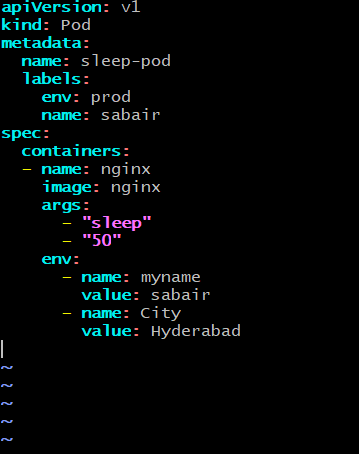 apiVersion: v1
kind: Pod
metadata:
  name: sleep-pod
  labels:
    env: prod
    name: sabair
spec:
  containers:
  - name: nginx
    image: nginx
    args:
      - "sleep"
      - "50"
    env:
      - name: myname
        value: sabair
      - name: City
        value: Hyderabad
~
~
~
~
~